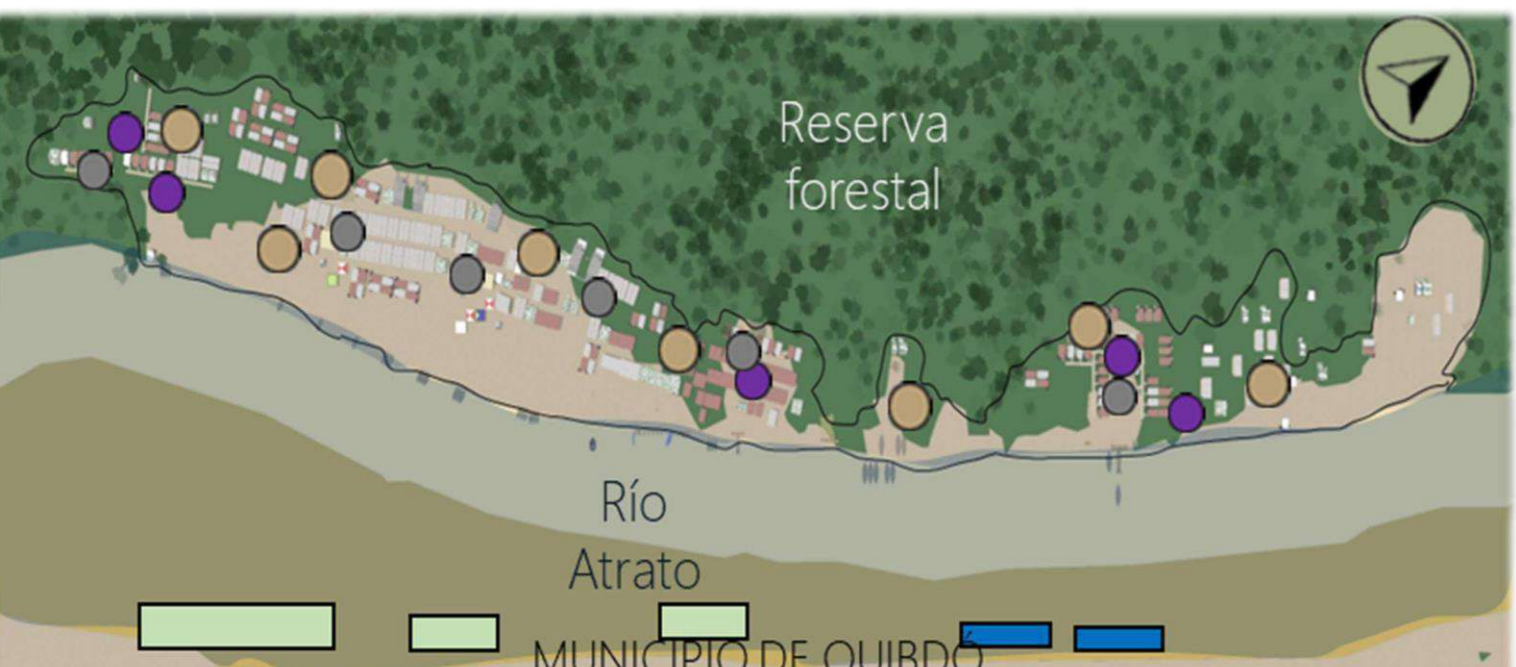 Reserva
forestal
Río
Atrato
MUNICIPIO DE QUIBDÓ